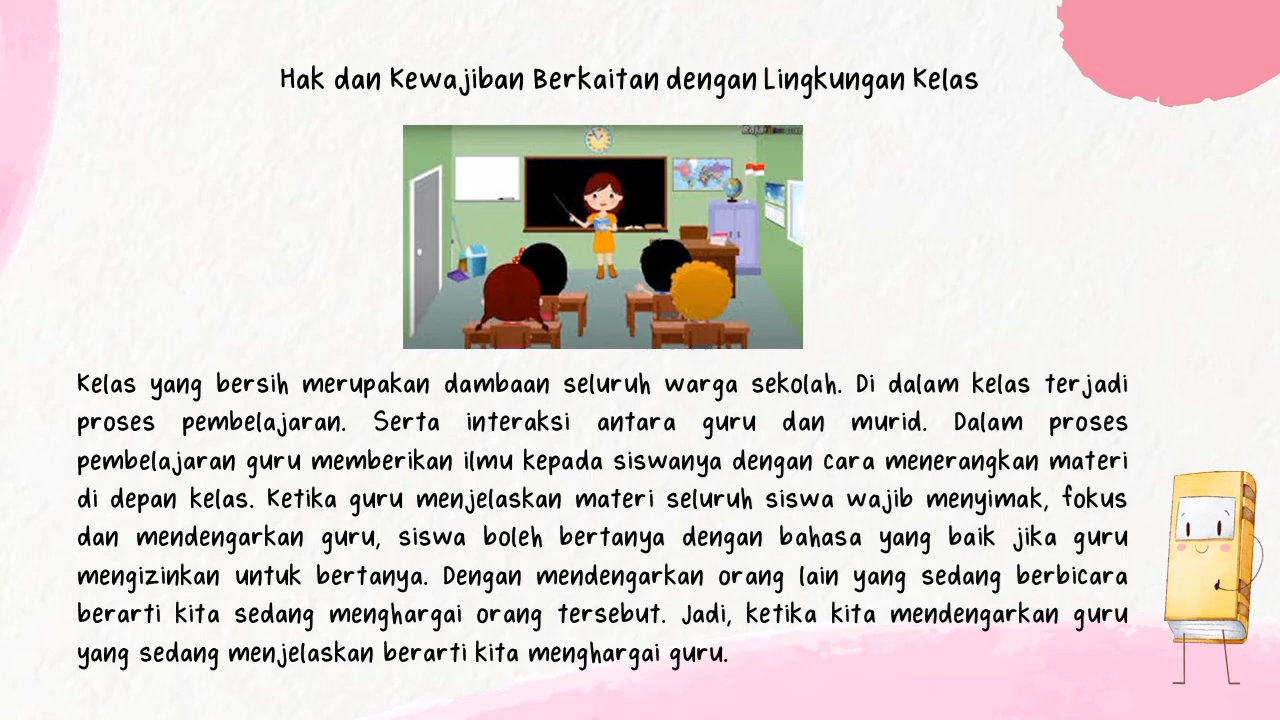 Hak dan Kewajiban Berkaitan dengan Lingkungan Kelas
Kelas yang bersih merupakan dambaan seluruh warga sekolah. Di dalam kelas terjadi
proses pembelajaran. Serta interaksi antara guru dan murid. Dalam proses
pembelajaran guru memberikan ilmu kepada siswanya dengan cara menerangkan materi
di depan kelas. Ketika guru menjelaskan materi seluruh siswa wajib menyimak, fokus
dan mendengarkan guru, siswa boleh bertanya dengan bahasa yang baik jika guru
mengizinkan untuk bertanya. Dengan mendengarkan orang lain yang sedang berbicara
berarti kita sedang menghargai orang tersebut. Jadi, ketika kita mendengarkan guru
yang sedang menjelaskan berarti kita menghargai guru.